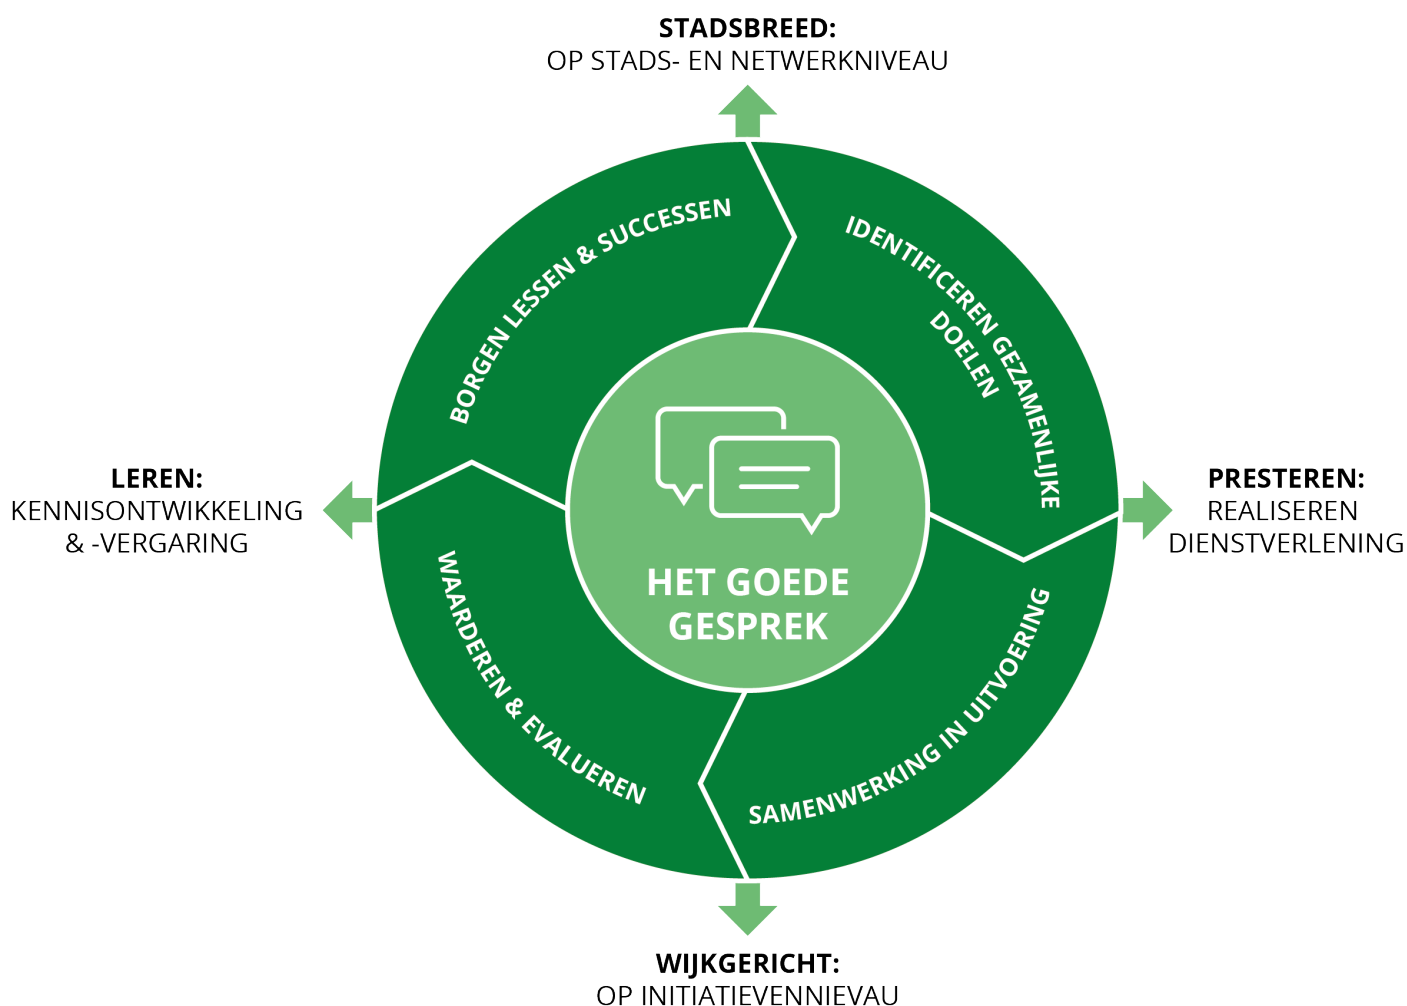 STADSBREED:
OP STADS- EN NETWERKNIVEAU
BORGEN LESSEN & SUCCESSEN
IDENTIFICEREN GEZAMENLIJKE
DOELEN
LEREN:
KENNISONTWIKKELING
& -VERGARING
HET GOEDE
GESPREK
PRESTEREN:
REALISEREN
DIENSTVERLENING
WAARDEREN & EVALUEREN
SAMENWERKING IN UITVOERING
WIJKGERICHT:
OP INITIATIEVENNIEVAU